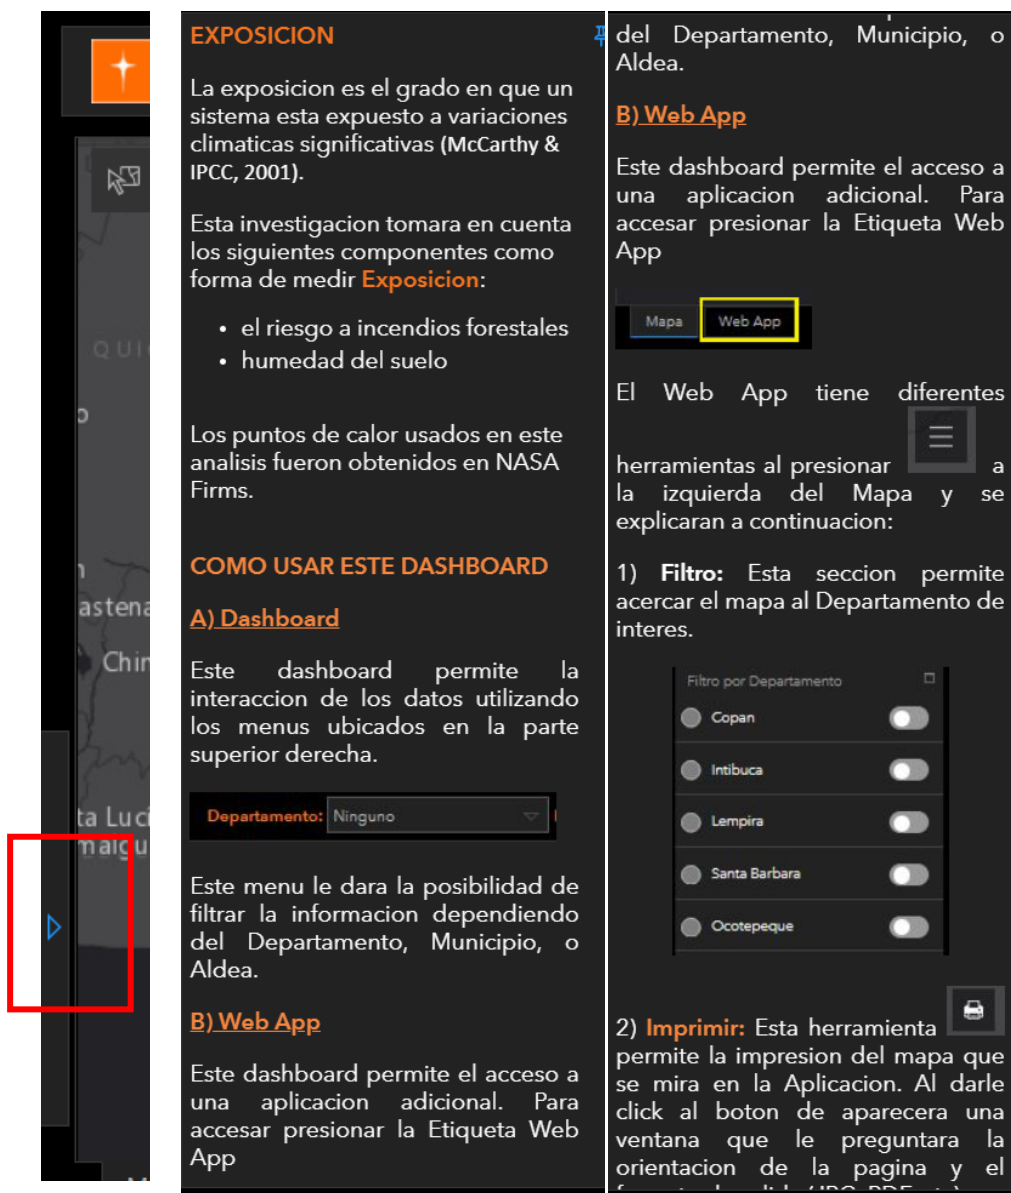 QUI
o
n
astena
Chin
ta Luci
malgu
EXPOSICION
La exposicion es el grado en que un
sistema esta expuesto a variaciones
climaticas significativas (McCarthy &
IPCC, 2001).
Esta investigacion tomara en cuenta
los siguientes componentes como
forma de medir Exposicion:
• el riesgo a incendios forestales
• humedad del suelo
Los puntos de calor usados en este
analisis fueron obtenidos en NASA
Firms.
COMO USAR ESTE DASHBOARD
A) Dashboard
Este dashboard permite la
interaccion de los datos utilizando
los menus ubicados en la parte
superior derecha.
Departamento: Ninguno
Este menu le dara la posibilidad de
filtrar la informacion dependiendo
del Departamento, Municipio, o
Aldea.
B) Web App
Este dashboard permite el acceso a
una aplicacion adicional. Para
accesar presionar la Etiqueta Web
App
del Departamento, Municipio, o
Aldea.
B) Web App
Este dashboard permite el acceso a
una aplicacion adicional. Para
accesar presionar la Etiqueta Web
App
Mapa Web App
El Web App tiene diferentes
herramientas al presionar a
la izquierda del Mapa y se
explicaran a continuacion:
1) Filtro: Esta seccion permite
acercar el mapa al Departamento de
interes.
Filtro por Departamento
Copan
Intibuca
Lempira
Santa Barbara
Ocotepeque
2) Imprimir: Esta herramienta
permite la impresion del mapa que
se mira en la Aplicacion. Al darle
click al boton de aparecera una
ventana que le preguntara la
orientacion de la pagina y el